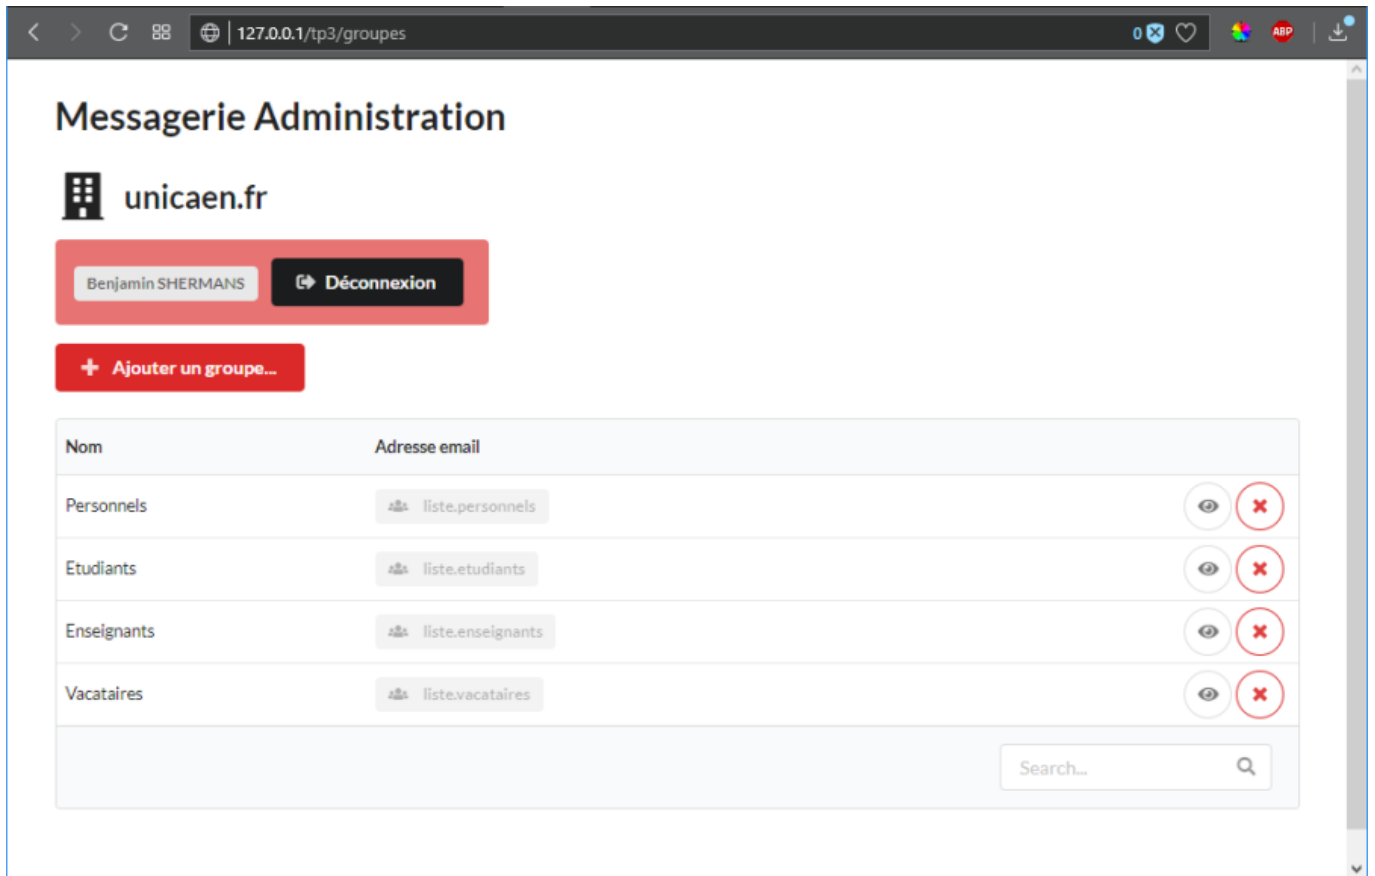 127.0.0.1/tp3/groupes 0
ABP
Messagerie Administration
unicaen.fr
Benjamin SHERMANS Déconnexion
Ajouter un groupe...
Nom Adresse email
Personnels liste.personnels
Etudiants liste.etudiants
Enseignants liste.enseignants
Vacataires liste.vacataires
Search...